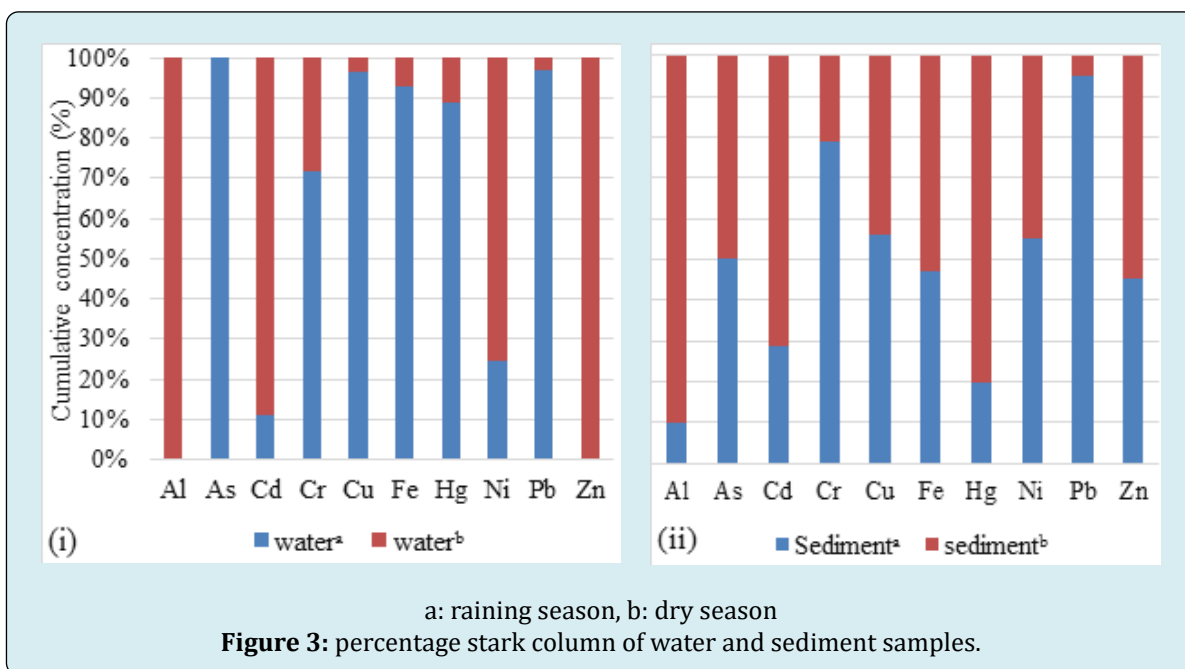 Cumulative concentration (%)
100%
90%
80%
70%
60%
50%
40%
30%
20%
10%
0%
Al As Cd Cr Cu Fe Hg Ni Pb Zn
(i)
waterᵃ waterᵇ
Al As Cd Cr Cu Fe Hg Ni Pb Zn
(ii)
Sedimentᵃ sedimentᵇ
a: raining season, b: dry season
Figure 3: percentage stark column of water and sediment samples.